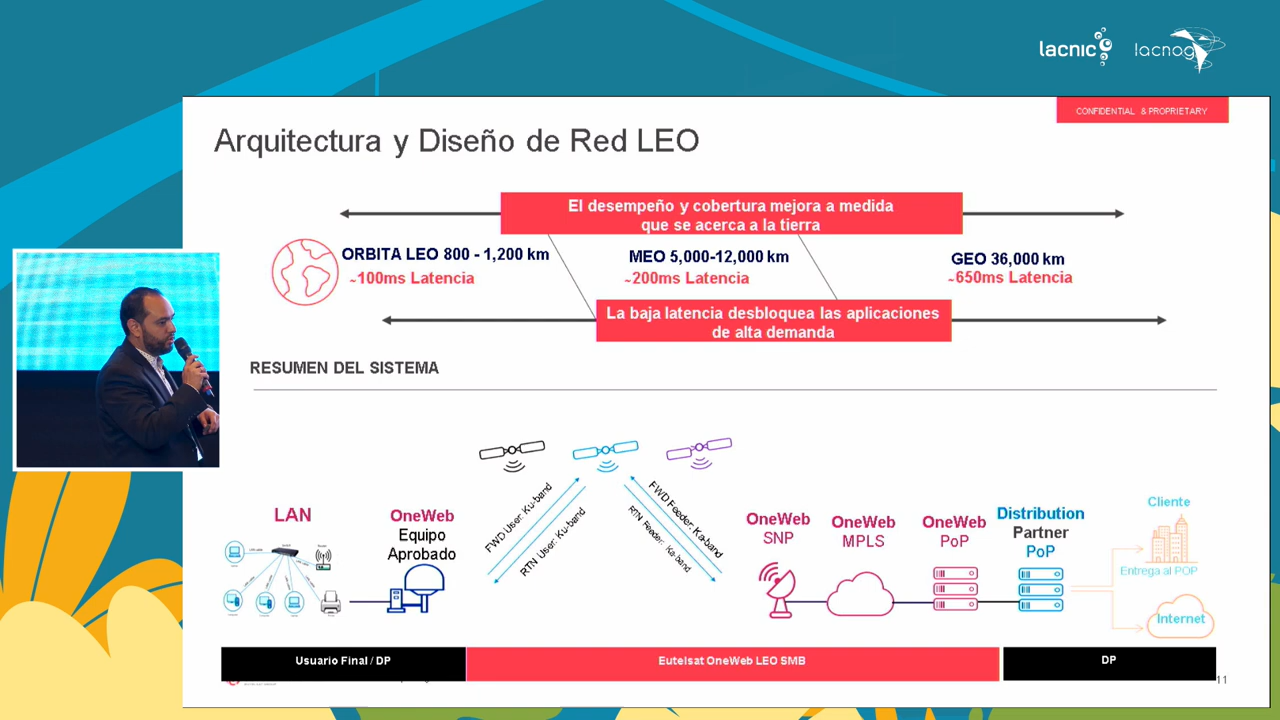 lacnic
lacnog
CONFIDENTIAL & PROPRIETARY
Arquitectura y Diseño de Red LEO
El desempeño y cobertura mejora a medida
que se acerca a la tierra
ORBITA LEO 800 - 1,200 km
~100ms Latencia
MEO 5,000-12,000 km
~200ms Latencia
GEO 36,000 km
~650ms Latencia
La baja latencia desbloquea las aplicaciones
de alta demanda
RESUMEN DEL SISTEMA
LAN
OneWeb
Equipo
Aprobado
FWD User: Ku-band
RTN User: Ku-band
FWD Feeder: Ka-band
RTN Feeder: Ka-band
OneWeb
SNP
OneWeb
MPLS
OneWeb
PoP
Distribution
Partner
PoP
Cliente
Entrega al POP
Internet
Usuario Final / DP
Eutelsat OneWeb LEO SMB
DP
11